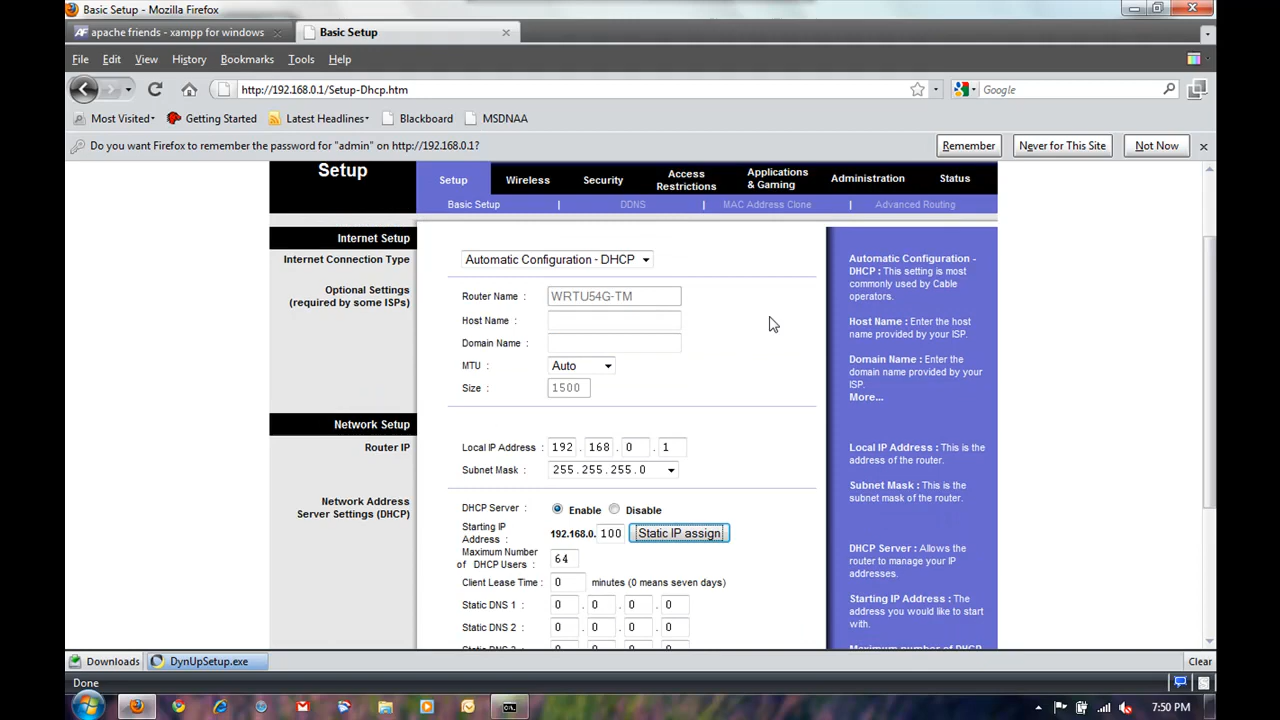 Basic Setup - Mozilla Firefox
apache friends - xampp for windows
Basic Setup
File Edit View History Bookmarks Tools Help
http://192.168.0.1/Setup-Dhcp.htm
Google
Most Visited Getting Started Latest Headlines Blackboard MSDNAA
Do you want Firefox to remember the password for "admin" on http://192.168.0.1?
Remember
Never for This Site
Not Now
Setup
Setup
Wireless
Security
Access Restrictions
Applications & Gaming
Administration
Status
Basic Setup | DDNS | MAC Address Clone | Advanced Routing
Internet Setup
Internet Connection Type
Automatic Configuration - DHCP
Optional Settings
(required by some ISPs)
Router Name : WRTU54G-TM
Host Name :
Domain Name :
MTU : Auto
Size : 1500
Network Setup
Router IP
Local IP Address : 192 . 168 . 0 . 1
Subnet Mask : 255.255.255.0
Network Address
Server Settings (DHCP)
DHCP Server : Enable Disable
Starting IP
Address : 192.168.0. 100 Static IP assign
Maximum Number
of DHCP Users : 64
Client Lease Time : 0 minutes (0 means seven days)
Static DNS 1 : 0 . 0 . 0 . 0
Static DNS 2 : 0 . 0 . 0 . 0
Automatic Configuration -
DHCP : This setting is most
commonly used by Cable
operators.
Host Name : Enter the host
name provided by your ISP.
Domain Name : Enter the
domain name provided by your
ISP.
More...
Local IP Address : This is the
address of the router.
Subnet Mask : This is the
subnet mask of the router.
DHCP Server : Allows the
router to manage your IP
addresses.
Starting IP Address : The
address you would like to start
with.
Downloads
DynUpSetup.exe
Clear
Done
7:50 PM